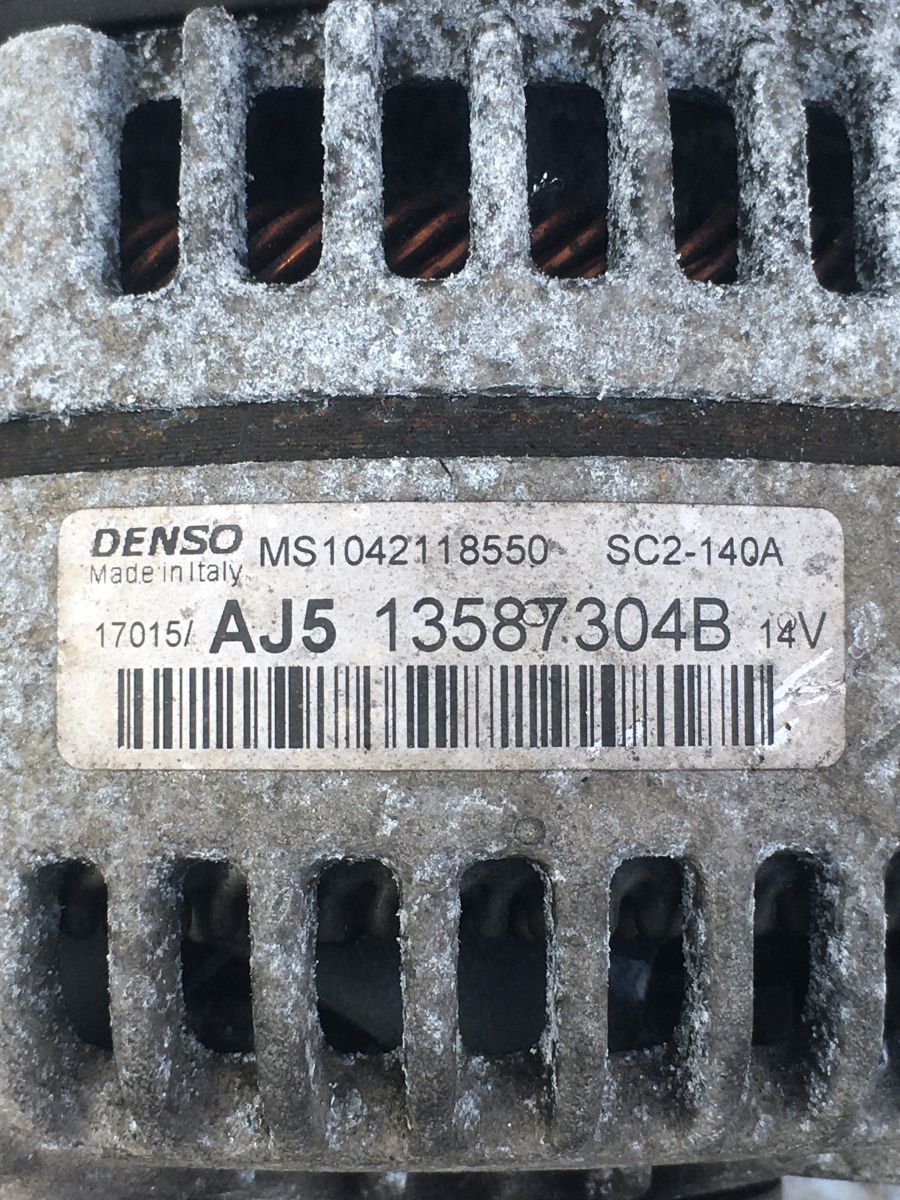 DENSO MS1042118550 SC2-140A
Made in Italy
17015/ AJ5 13587304B 14V